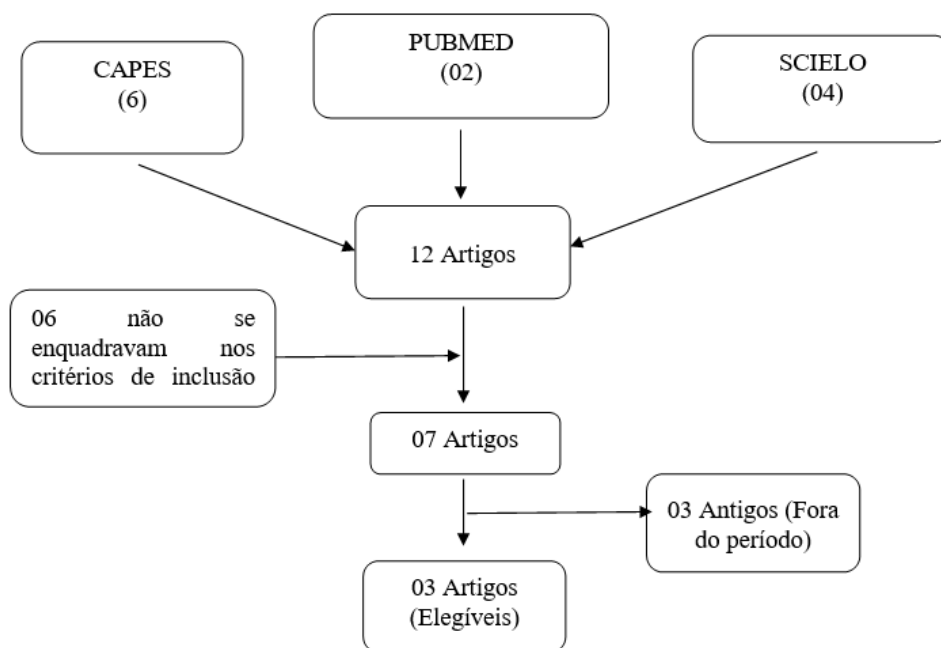 CAPES
(6)
PUBMED
(02)
SCIELO
(04)
12 Artigos
06 não se
enquadravam nos
critérios de inclusão
07 Artigos
03 Antigos (Fora
do período)
03 Artigos
(Elegíveis)